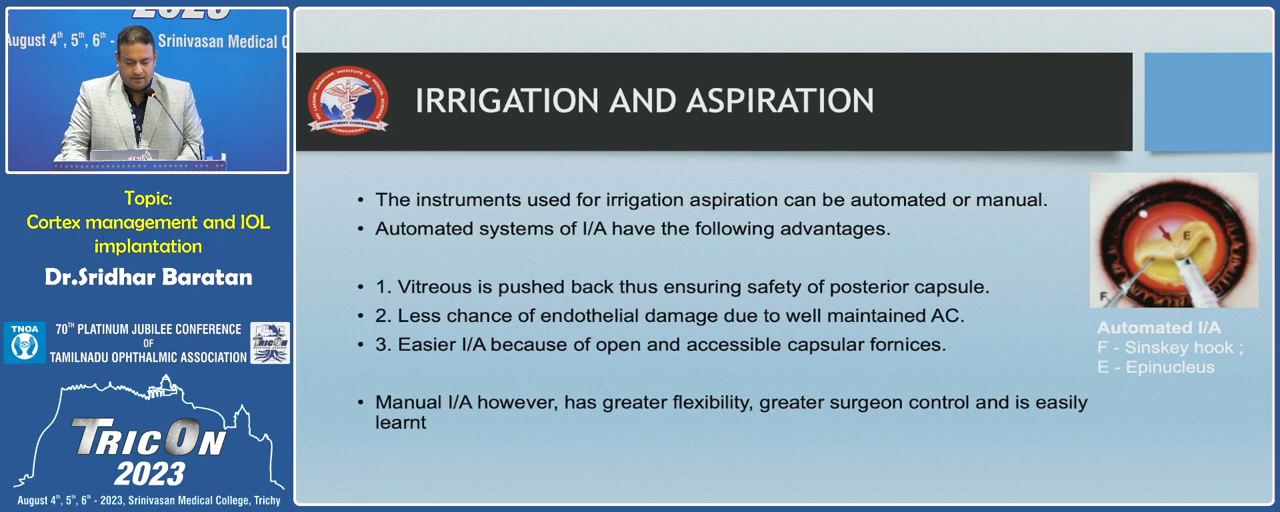 2023
August 4th, 5th, 6th - Srinivasan Medical C
Topic:
Cortex management and IOL
implantation
Dr.Sridhar Baratan
TNOA
70TH PLATINUM JUBILEE CONFERENCE
OF
TAMILNADU OPHTHALMIC ASSOCIATION
TRICON
TRICON
2023
August 4th, 5th, 6th - 2023, Srinivasan Medical College, Trichy
IRRIGATION AND ASPIRATION
• The instruments used for irrigation aspiration can be automated or manual.
• Automated systems of I/A have the following advantages.
• 1. Vitreous is pushed back thus ensuring safety of posterior capsule.
• 2. Less chance of endothelial damage due to well maintained AC.
• 3. Easier I/A because of open and accessible capsular fornices.
• Manual I/A however, has greater flexibility, greater surgeon control and is easily
learnt
E
F
Automated I/A
F - Sinskey hook ;
E - Epinucleus